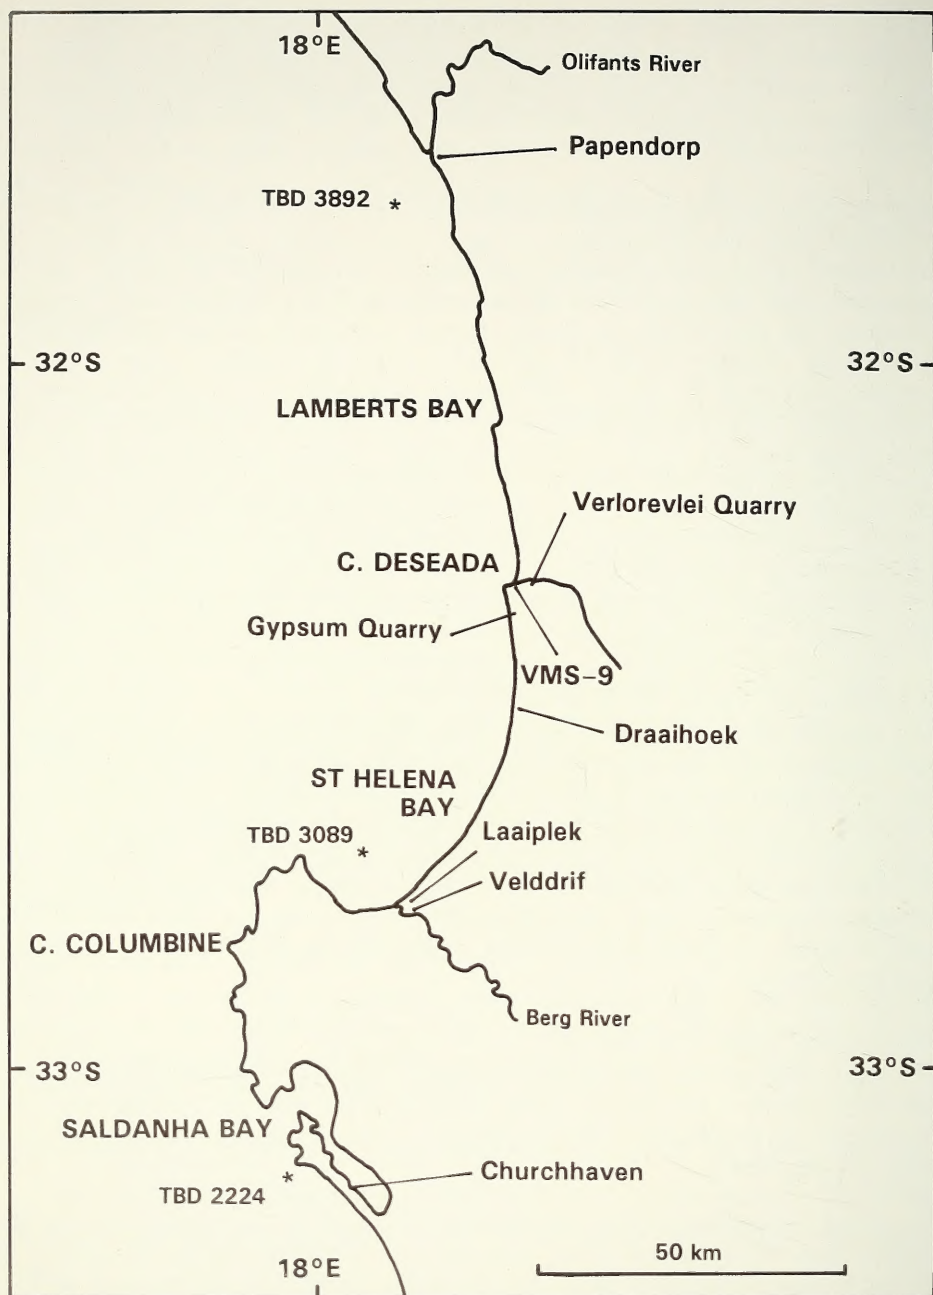 18°E
Olifants River
Papendorp
TBD 3892 *
32°S
32°S
LAMBERTS BAY
Verlorevlei Quarry
C. DESEADA
Gypsum Quarry
VMS-9
Draaihoek
ST HELENA
BAY
TBD 3089 *
Laaiplek
Velddrif
C. COLUMBINE
Berg River
33°S
33°S
SALDANHA BAY
Churchhaven
TBD 2224 *
18°E
50 km